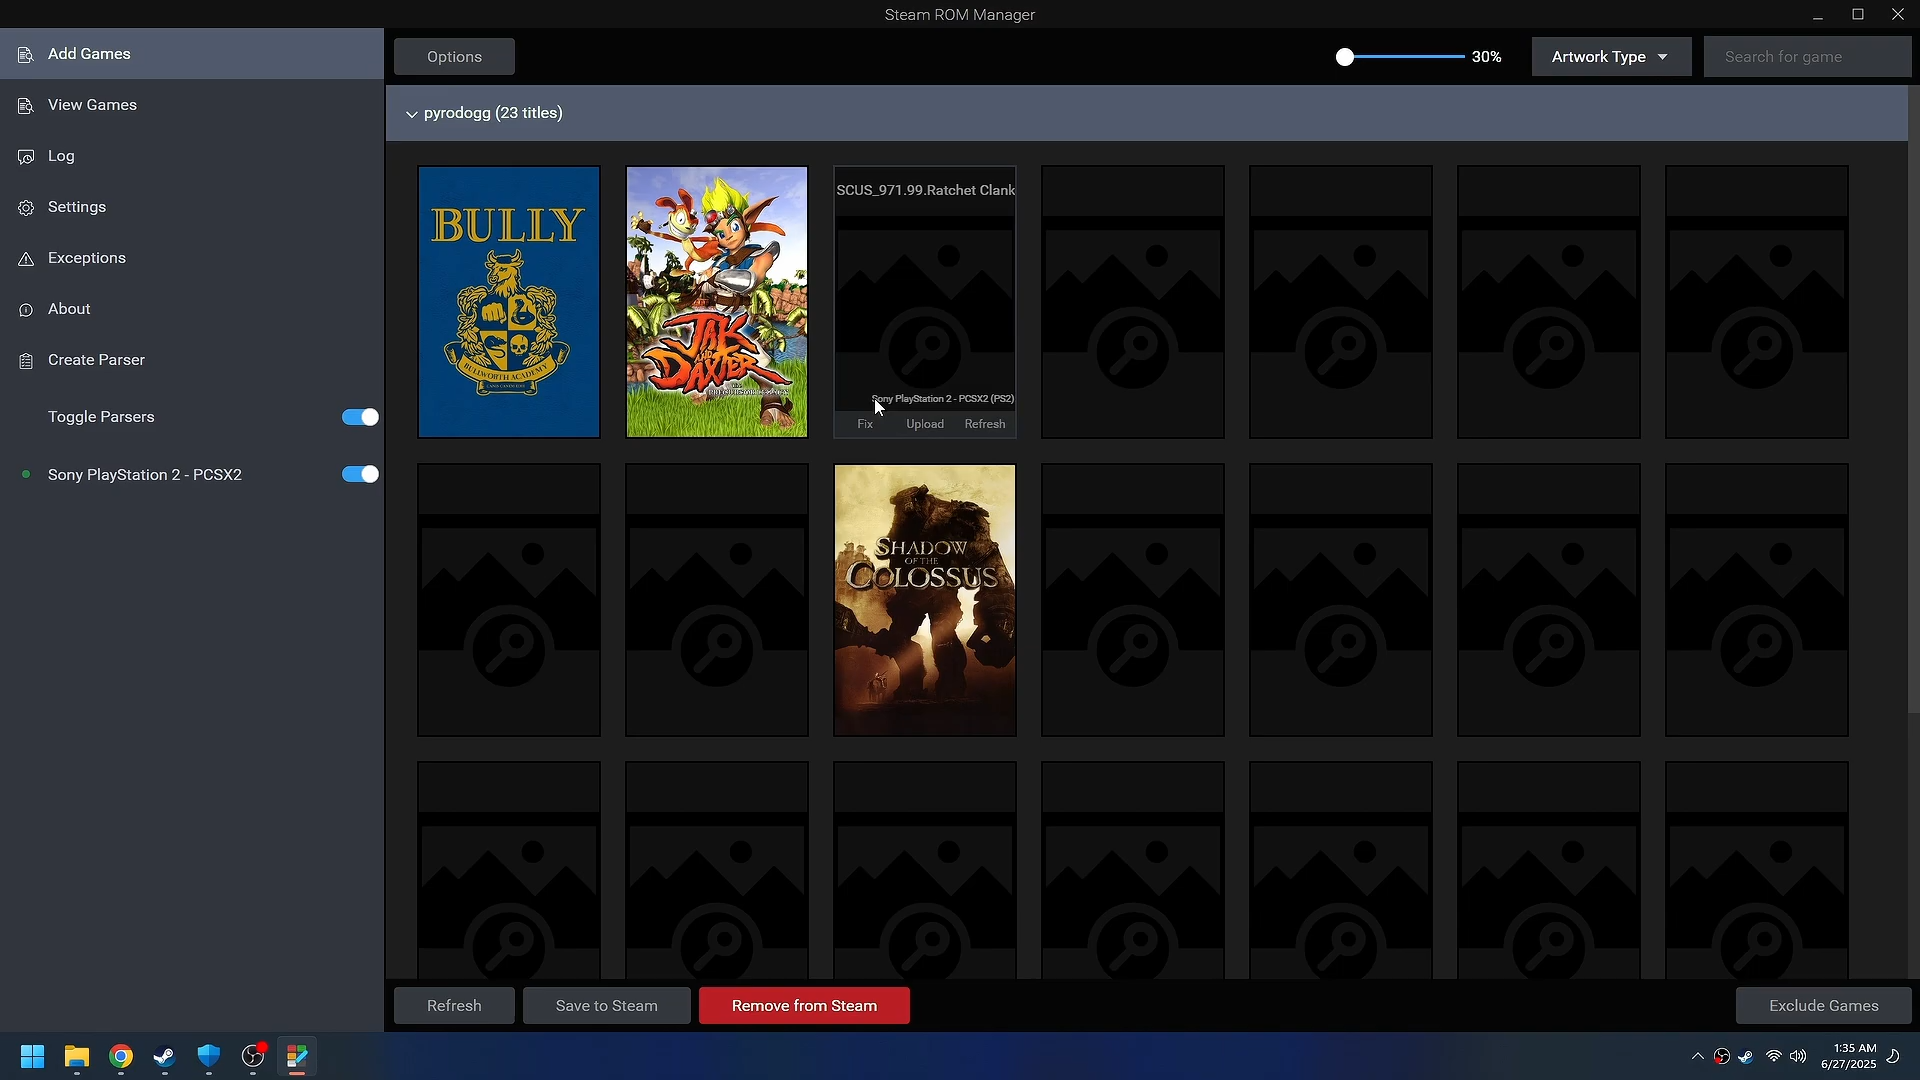 Steam ROM Manager
Add Games
View Games
Log
Settings
Exceptions
About
Create Parser
Toggle Parsers
Sony PlayStation 2 - PCSX2
Options
30%
Artwork Type
Search for game
pyrodogg (23 titles)
BULLY
BULLWORTH ACADEMY
CANIS CANEM EDIT
JAK
AND
DAXTER
SCUS_971.99.Ratchet Clank
Sony PlayStation 2 - PCSX2 (PS2)
Fix
Upload
Refresh
SHADOW
OF THE
COLOSSUS
Refresh
Save to Steam
Remove from Steam
Exclude Games
1:35 AM
6/27/2025